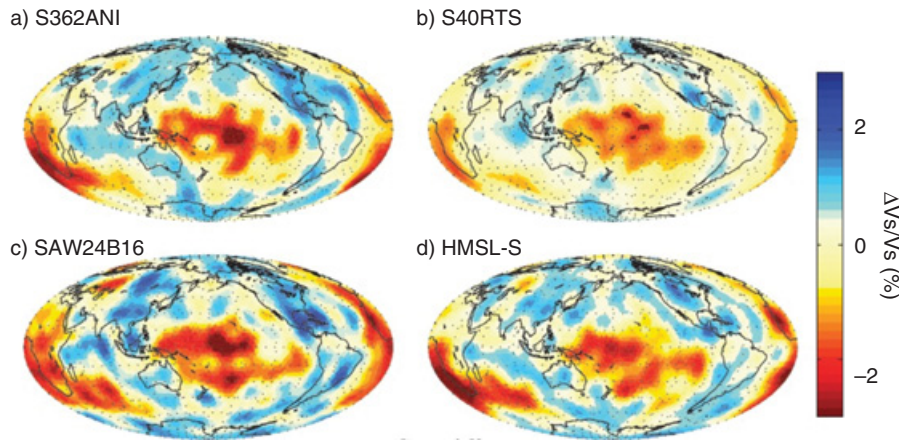 a) S362ANI
b) S40RTS
c) SAW24B16
d) HMSL-S
2
0
−2
ΔVs/Vs (%)